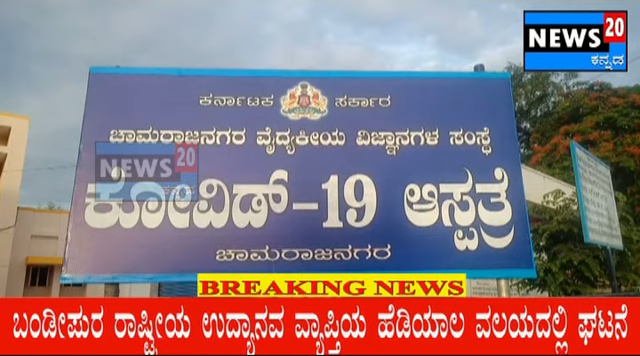 NEWS 20
ಕನ್ನಡ
ಕರ್ನಾಟಕ ಸರ್ಕಾರ
ಚಾಮರಾಜನಗರ ವೈದ್ಯಕೀಯ ವಿಜ್ಞಾನಗಳ ಸಂಸ್ಥೆ
NEWS 20
ಕೋವಿಡ್-19 ಆಸ್ಪತ್ರೆ
ಚಾಮರಾಜನಗರ
BREAKING NEWS
ಬಂಡೀಪುರ ರಾಷ್ಟ್ರೀಯ ಉದ್ಯಾನವ ವ್ಯಾಪ್ತಿಯ ಹೆಡಿಯಾಲ ವಲಯದಲ್ಲಿ ಘಟನೆ